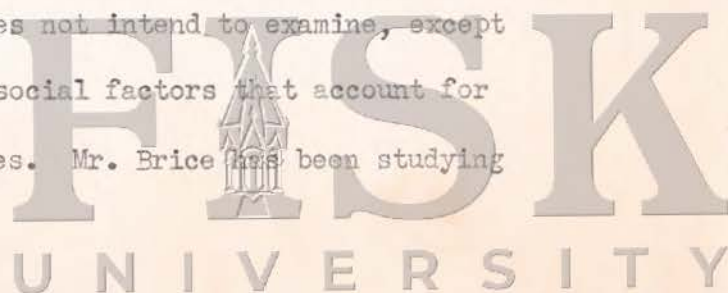 es not intend to examine, except
social factors that account for
es. Mr. Brice has been studying
FISK
UNIVERSITY